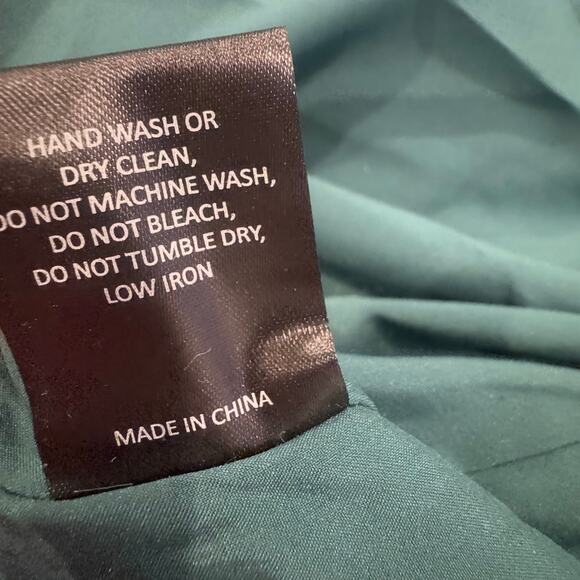 HAND WASH OR
DRY CLEAN,
DO NOT MACHINE WASH,
DO NOT BLEACH,
DO NOT TUMBLE DRY,
LOW IRON
MADE IN CHINA